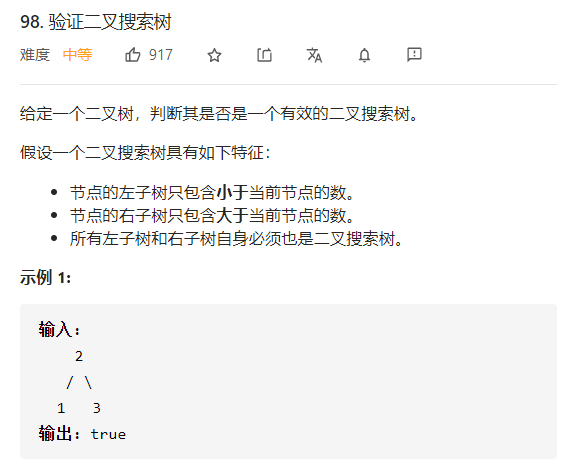 98. 验证二叉搜索树
难度 中等 917
给定一个二叉树，判断其是否是一个有效的二叉搜索树。
假设一个二叉搜索树具有如下特征：
节点的左子树只包含小于当前节点的数。
节点的右子树只包含大于当前节点的数。
所有左子树和右子树自身必须也是二叉搜索树。
示例 1:
输入:
2
/ \
1 3
输出: true